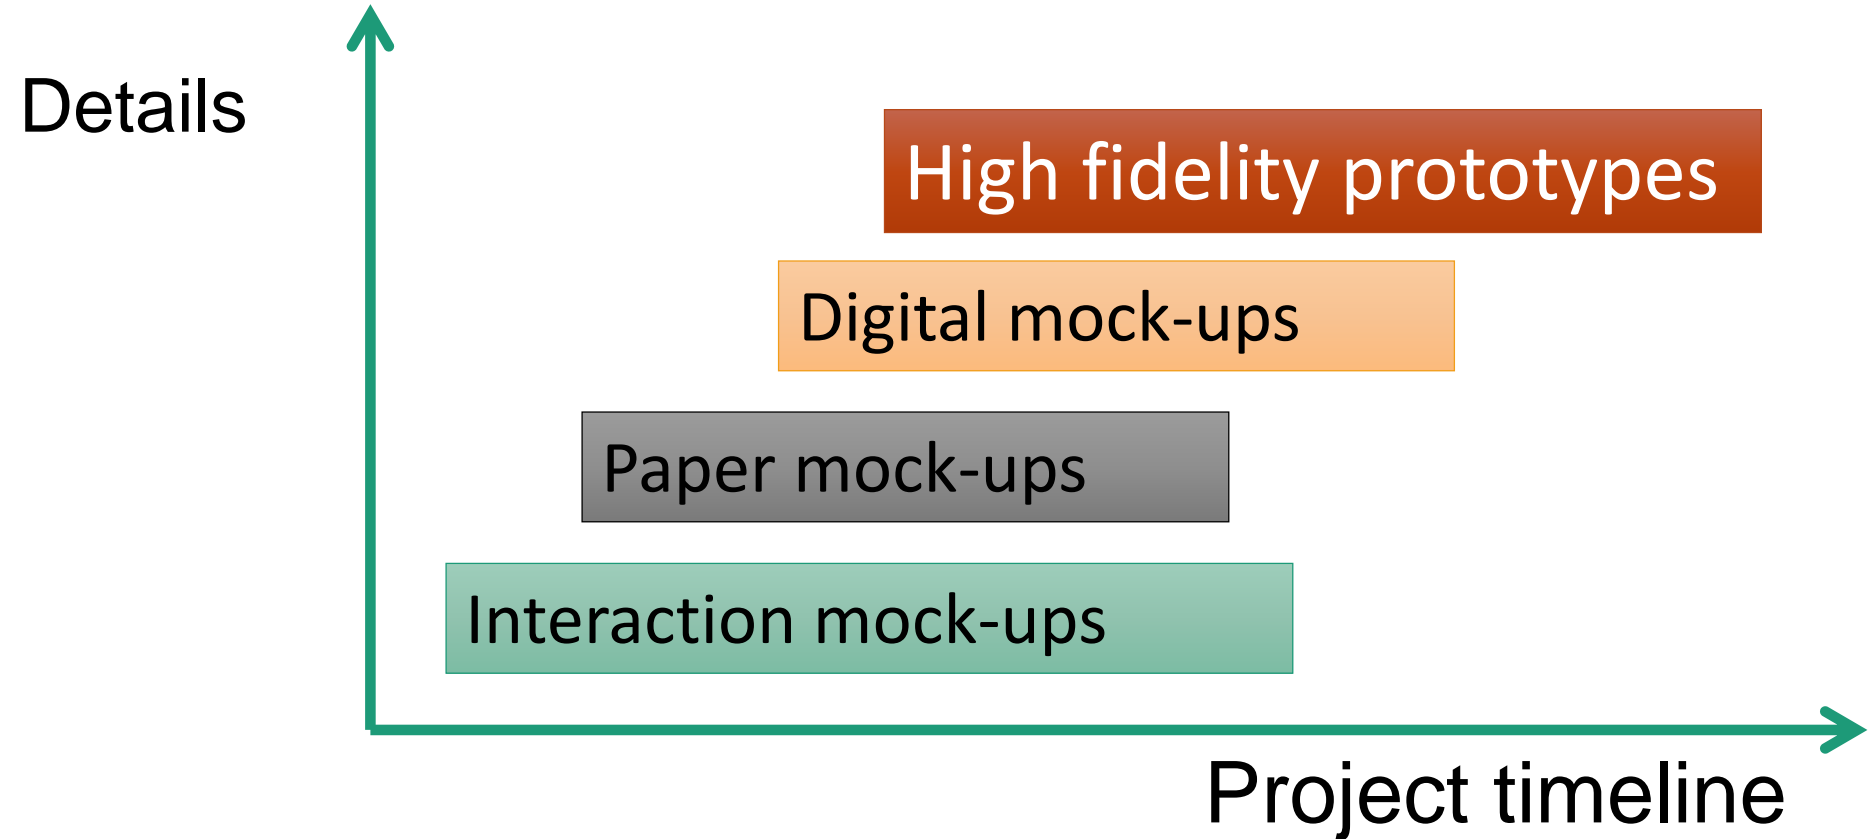 Details
High fidelity prototypes
Digital mock-ups
Paper mock-ups
Interaction mock-ups
Project timeline